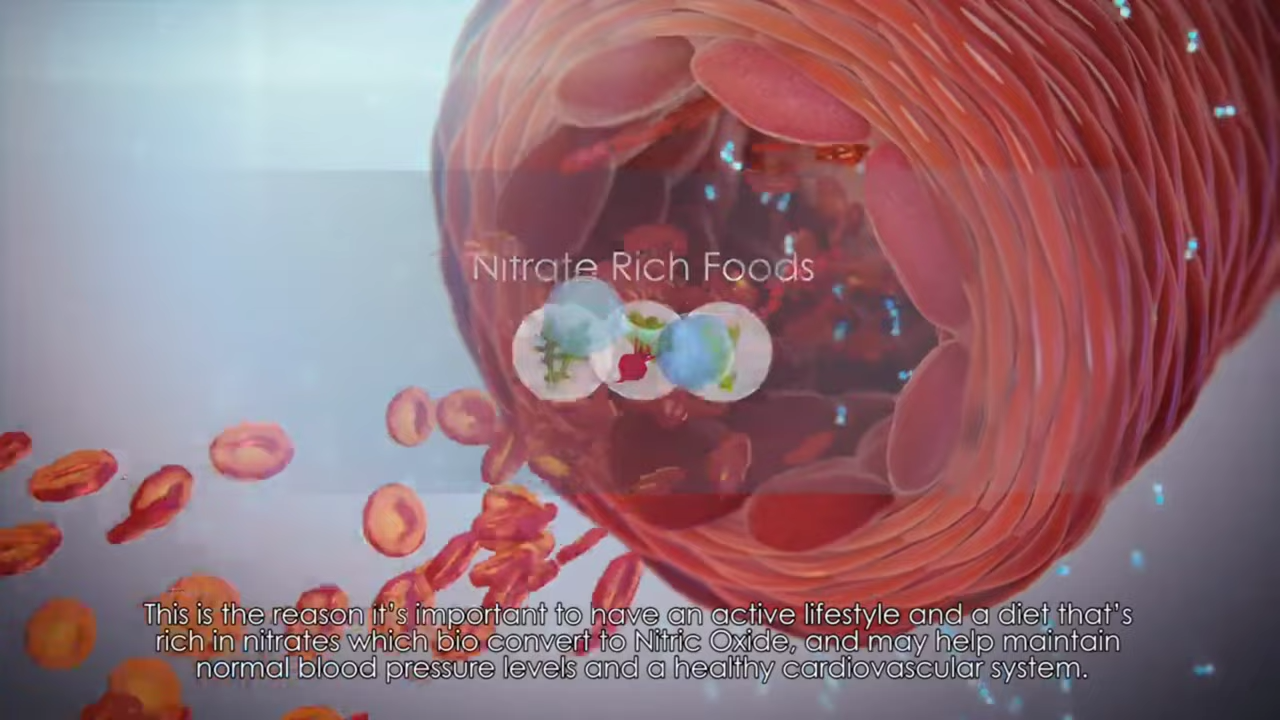 Nitrate Rich Foods
This is the reason it's important to have an active lifestyle and a diet that's
rich in nitrates which bio convert to Nitric Oxide, and may help maintain
normal blood pressure levels and a healthy cardiovascular system.